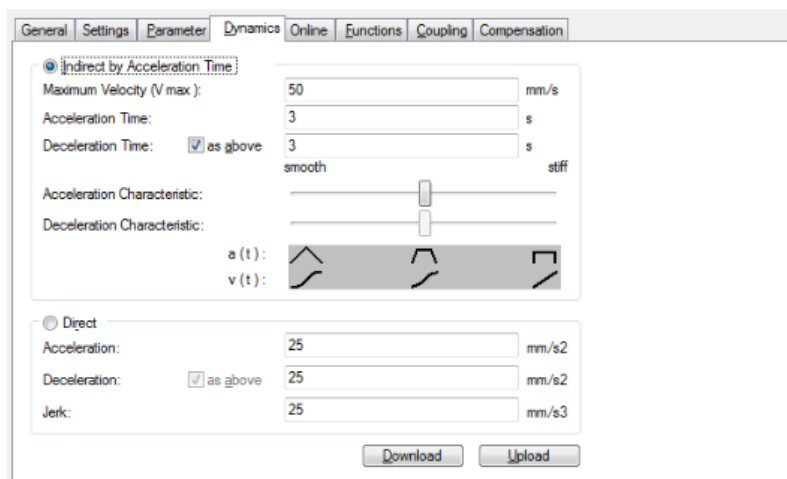 General Settings Parameter Dynamics Online Functions Coupling Compensation
Indirect by Acceleration Time
Maximum Velocity (V max ): 50 mm/s
Acceleration Time: 3 s
Deceleration Time: as above 3 s
smooth stiff
Acceleration Characteristic:
Deceleration Characteristic:
a ( t ) :
v ( t ) :
Direct
Acceleration: 25 mm/s2
Deceleration: as above 25 mm/s2
Jerk: 25 mm/s3
Download Upload